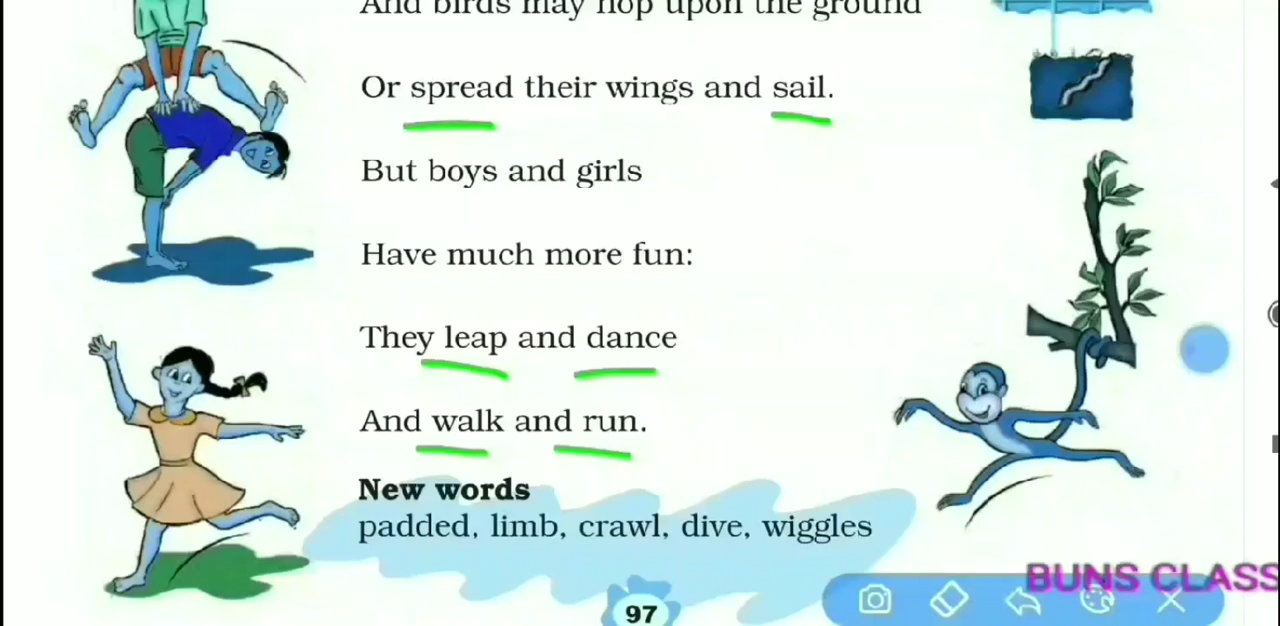 And birds may hop upon the ground
Or spread their wings and sail.
But boys and girls
Have much more fun:
They leap and dance
And walk and run.
New words
padded, limb, crawl, dive, wiggles
97
BUNS CLASS